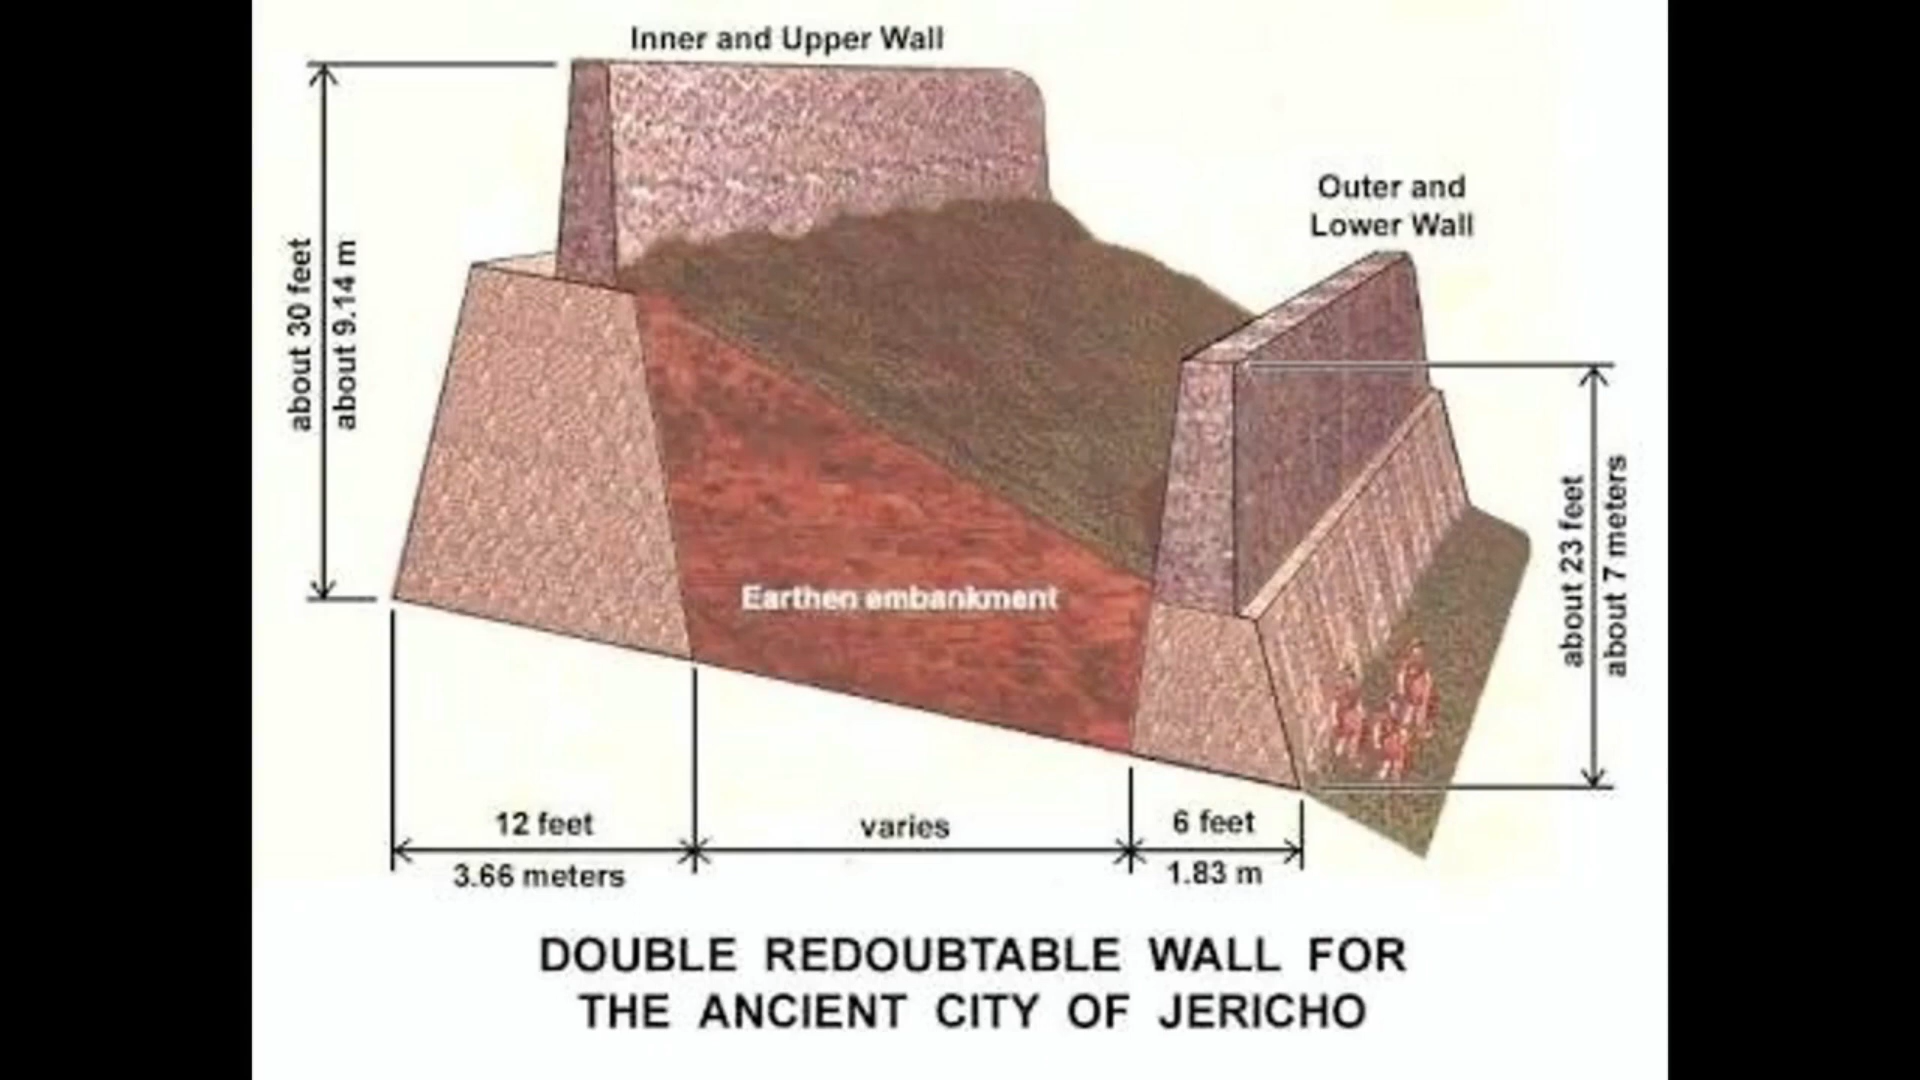 Inner and Upper Wall
Outer and
Lower Wall
about 30 feet
about 9.14 m
about 23 feet
about 7 meters
Earthen embankment
12 feet
3.66 meters
varies
6 feet
1.83 m
DOUBLE REDOUBTABLE WALL FOR
THE ANCIENT CITY OF JERICHO